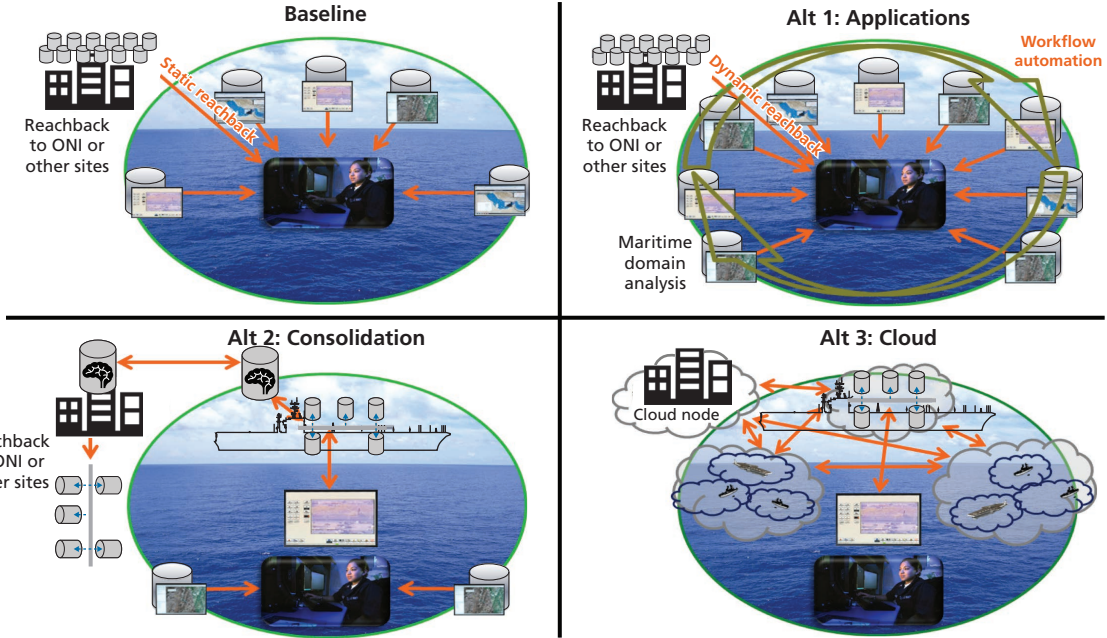 Baseline
Static reachback
Reachback
to ONI or
other sites
Alt 1: Applications
Workflow
automation
Dynamic reachback
Reachback
to ONI or
other sites
Maritime
domain
analysis
Alt 2: Consolidation
chback
ONI or
er sites
Alt 3: Cloud
Cloud node